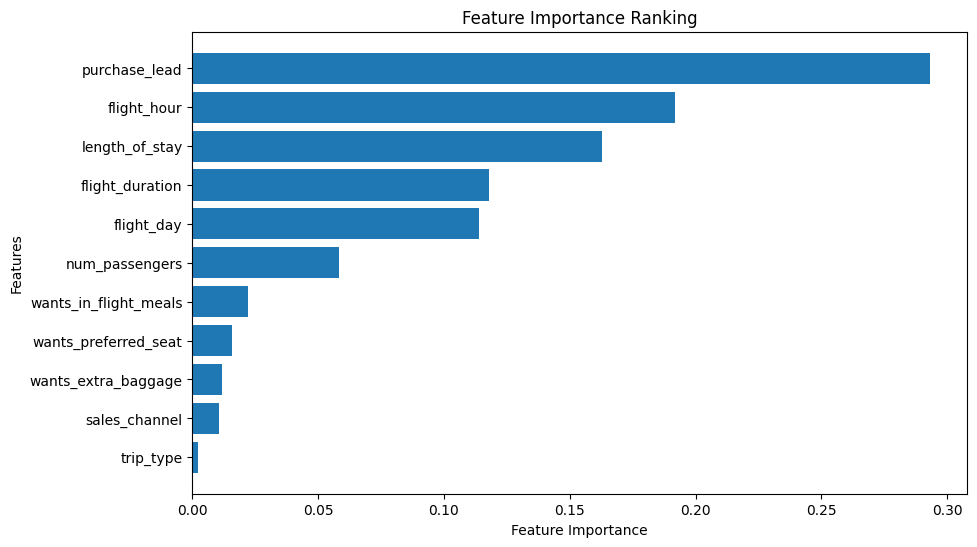 Feature Importance Ranking
Features
purchase_lead
flight_hour
length_of_stay
flight_duration
flight_day
num_passengers
wants_in_flight_meals
wants_preferred_seat
wants_extra_baggage
sales_channel
trip_type
0.00 0.05 0.10 0.15 0.20 0.25 0.30
Feature Importance